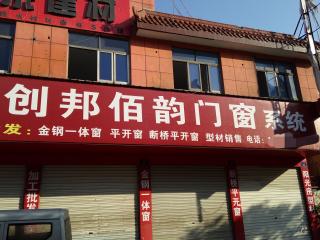 建材
创邦佰韵门窗系统
发：金钢一体窗 平开窗 断桥平开窗 型材销售 电话：
加工批发
金钢一体窗
断桥平开窗